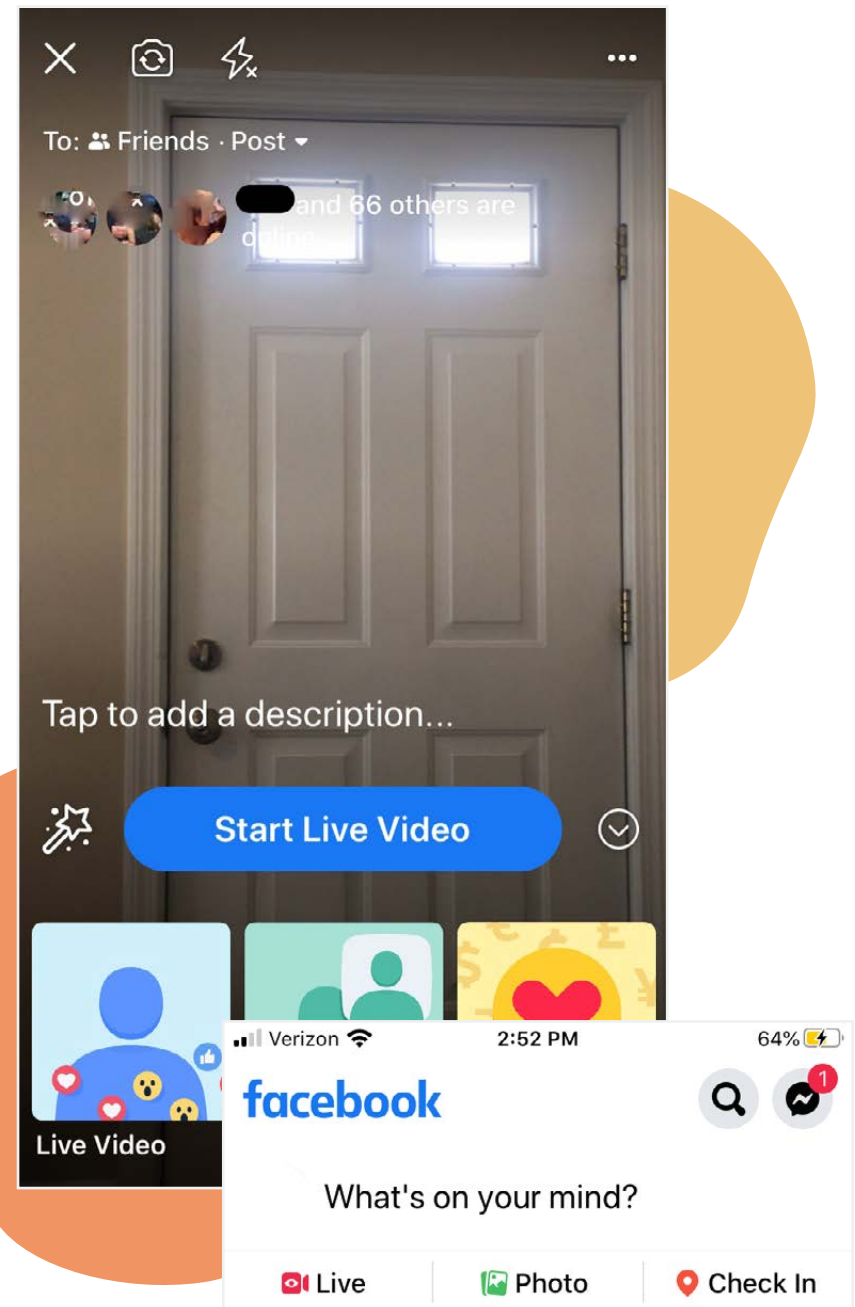 To: Friends · Post
and 66 others are
online
Tap to add a description...
Start Live Video
Live Video
Verizon 2:52 PM 64%
facebook
1
What's on your mind?
Live Photo Check In